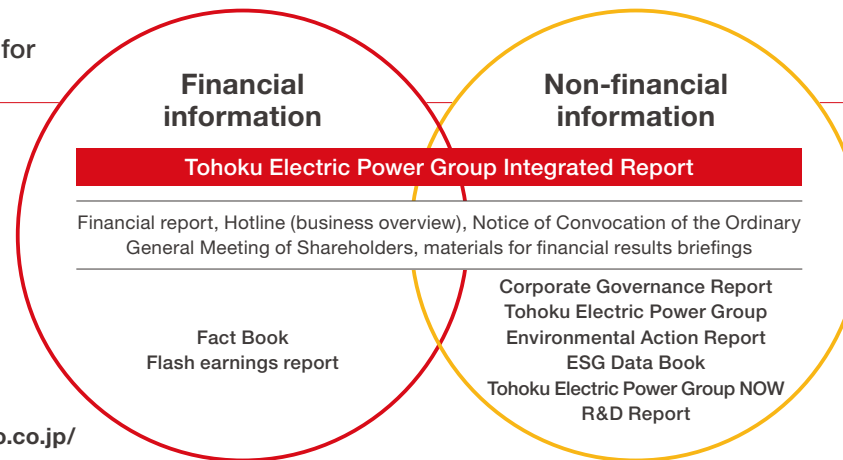 for
Financial
information
Non-financial
information
Tohoku Electric Power Group Integrated Report
Financial report, Hotline (business overview), Notice of Convocation of the Ordinary
General Meeting of Shareholders, materials for financial results briefings
Fact Book
Flash earnings report
Corporate Governance Report
Tohoku Electric Power Group
Environmental Action Report
ESG Data Book
Tohoku Electric Power Group NOW
R&D Report
.co.jp/